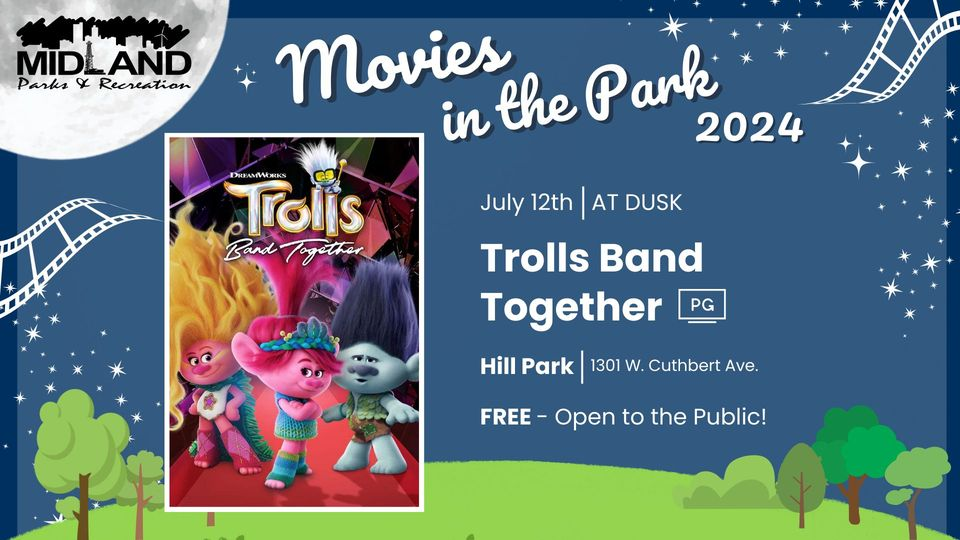 MIDLAND
Parks & Recreation
Movies
in the Park
2024
DREAMWORKS
Trolls
Band Together
July 12th | AT DUSK
Trolls Band
Together PG
Hill Park | 1301 W. Cuthbert Ave.
FREE - Open to the Public!